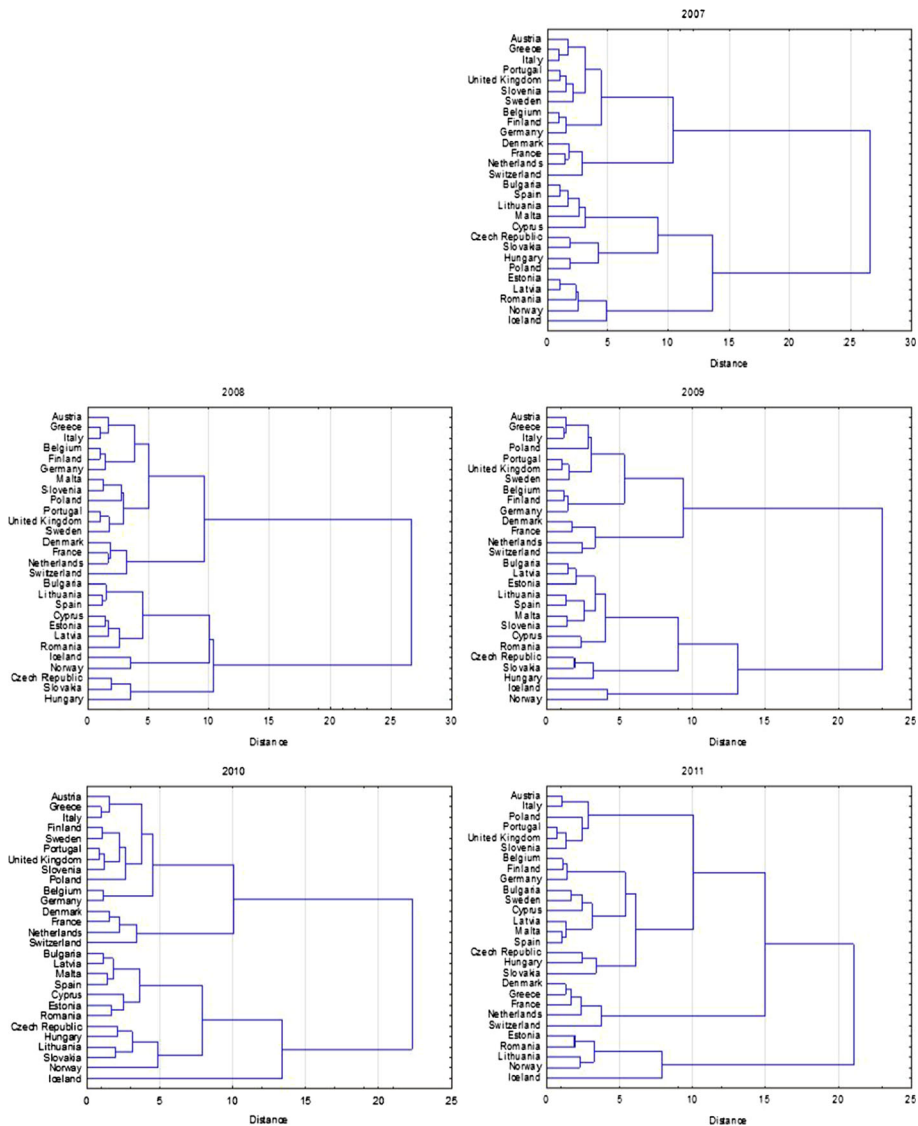 2007
Austria
Greece
Italy
Portugal
United Kingdom
Slovenia
Sweden
Belgium
Finland
Germany
Denmark
France
Netherlands
Switzerland
Bulgaria
Spain
Lithuania
Malta
Cyprus
Czech Republic
Slovakia
Hungary
Poland
Estonia
Latvia
Romania
Norway
Iceland
0 5 10 15 20 25 30
Distance
2008
Austria
Greece
Italy
Belgium
Finland
Germany
Malta
Slovenia
Poland
Portugal
United Kingdom
Sweden
Denmark
France
Netherlands
Switzerland
Bulgaria
Lithuania
Spain
Cyprus
Estonia
Latvia
Romania
Iceland
Norway
Czech Republic
Slovakia
Hungary
0 5 10 15 20 25 30
Distance
2009
Austria
Greece
Italy
Poland
Portugal
United Kingdom
Sweden
Belgium
Finland
Germany
Denmark
France
Netherlands
Switzerland
Bulgaria
Latvia
Estonia
Lithuania
Spain
Malta
Slovenia
Cyprus
Romania
Czech Republic
Slovakia
Hungary
Iceland
Norway
0 5 10 15 20 25
Distance
2010
Austria
Greece
Italy
Finland
Sweden
Portugal
United Kingdom
Slovenia
Poland
Belgium
Germany
Denmark
France
Netherlands
Switzerland
Bulgaria
Latvia
Malta
Spain
Cyprus
Estonia
Romania
Czech Republic
Hungary
Lithuania
Slovakia
Norway
Iceland
0 5 10 15 20 25
Distance
2011
Austria
Italy
Poland
Portugal
United Kingdom
Slovenia
Belgium
Finland
Germany
Bulgaria
Sweden
Cyprus
Latvia
Malta
Spain
Czech Republic
Hungary
Slovakia
Denmark
Greece
France
Netherlands
Switzerland
Estonia
Romania
Lithuania
Norway
Iceland
0 5 10 15 20 25
Distance